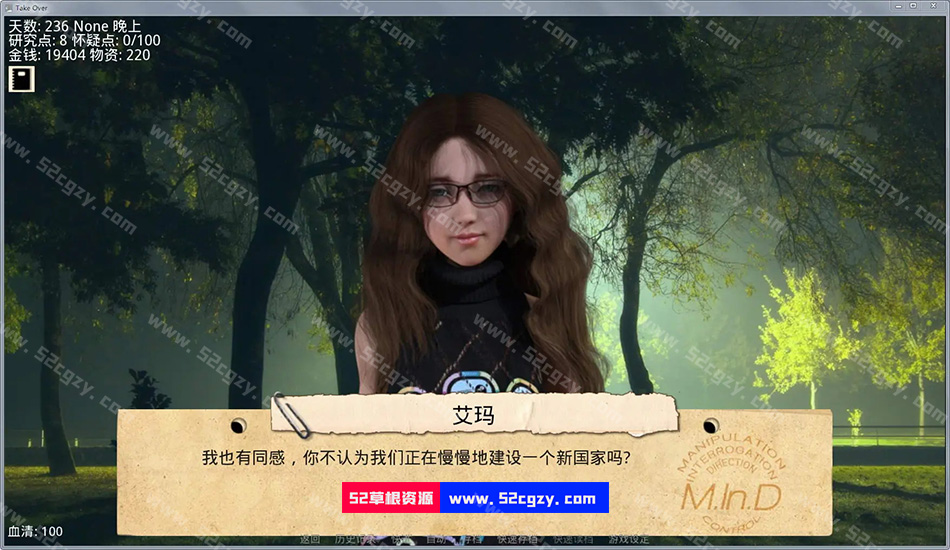 Take Over
天数: 236 None 晚上
研究点: 8 怀疑点: 0/100
金钱: 19404 物资: 220
艾玛
我也有同感，你不认为我们正在慢慢地建设一个新国家吗?
MANIPULATION
INTERROGATION
DIRECTION
M.In.D
CONTROL
52草根资源 www.52cgzy.com
血清: 100
返回 历史记录 自动 存档 快速存档 快速读档 游戏设定
www.52cgzy.com